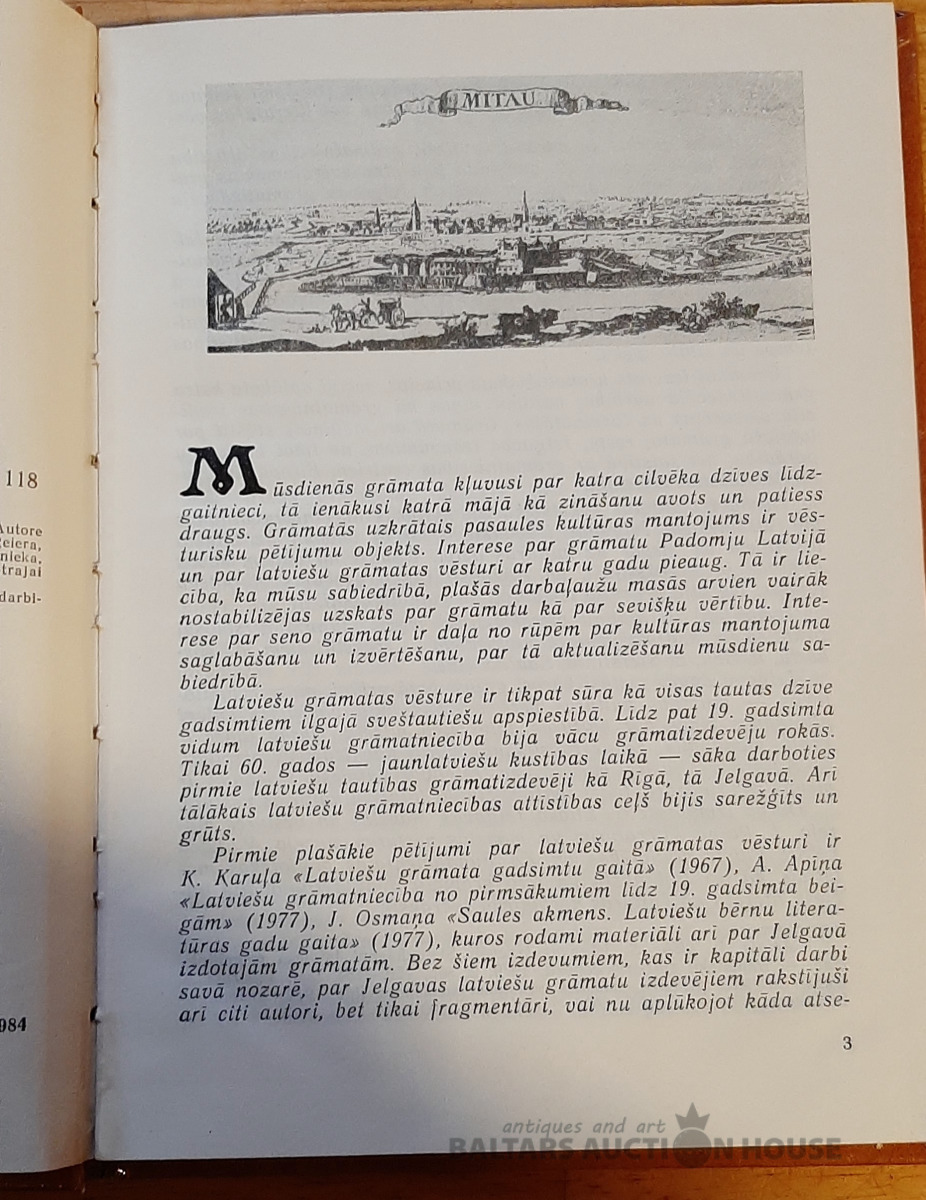 118
Autore
eiera,
nieka,
trajai
darbi-
984
MITAU
Mūsdienās grāmata kļuvusi par katra cilvēka dzīves līdz-
gaitnieci, tā ienākusi katrā mājā kā zināšanu avots un patiess
draugs. Grāmatās uzkrātais pasaules kultūras mantojums ir vēs-
turisku pētījumu objekts. Interese par grāmatu Padomju Latvijā
un par latviešu grāmatas vēsturi ar katru gadu pieaug. Tā ir lie-
cība, ka mūsu sabiedrībā, plašās darbaļaužu masās arvien vairāk
nostabilizējas uzskats par grāmatu kā par sevišķu vērtību. Inte-
rese par seno grāmatu ir daļa no rūpēm par kultūras mantojuma
saglabāšanu un izvērtēšanu, par tā aktualizēšanu mūsdienu sa-
biedrībā.
Latviešu grāmatas vēsture ir tikpat sūra kā visas tautas dzīve
gadsimtiem ilgajā sveštautiešu apspiestībā. Līdz pat 19. gadsimta
vidum latviešu grāmatniecība bija vācu grāmatizdevēju rokās.
Tikai 60. gados — jaunlatviešu kustības laikā — sāka darboties
pirmie latviešu tautības grāmatizdevēji kā Rīgā, tā Jelgavā. Arī
tālākais latviešu grāmatniecības attīstības ceļš bijis sarežģīts un
grūts.
Pirmie plašākie pētījumi par latviešu grāmatas vēsturi ir
K. Karuļa «Latviešu grāmata gadsimtu gaitā» (1967), A. Apīņa
«Latviešu grāmatniecība no pirmsākumiem līdz 19. gadsimta bei-
gām» (1977), J. Osmaņa «Saules akmens. Latviešu bērnu litera-
tūras gadu gaita» (1977), kuros rodami materiāli arī par Jelgavā
izdotajām grāmatām. Bez šiem izdevumiem, kas ir kapitāli darbi
savā nozarē, par Jelgavas latviešu grāmatu izdevējiem rakstījuši
arī citi autori, bet tikai fragmentāri, vai nu aplūkojot kāda atse-
3
antiques and art
BALTARS AUCTION HOUSE